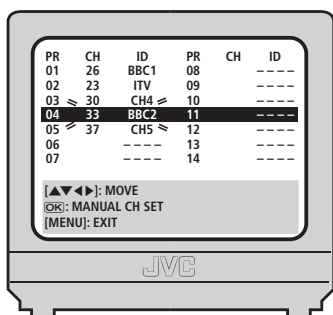 PR CH ID PR CH ID
01 26 BBC1 08 ----
02 23 ITV 09 ----
03 30 CH4 10 ----
04 33 BBC2 11 ----
05 37 CH5 12 ----
06 ---- 13 ----
07 ---- 14 ----
[▲▼◀▶]: MOVE
OK: MANUAL CH SET
[MENU]: EXIT
JVC